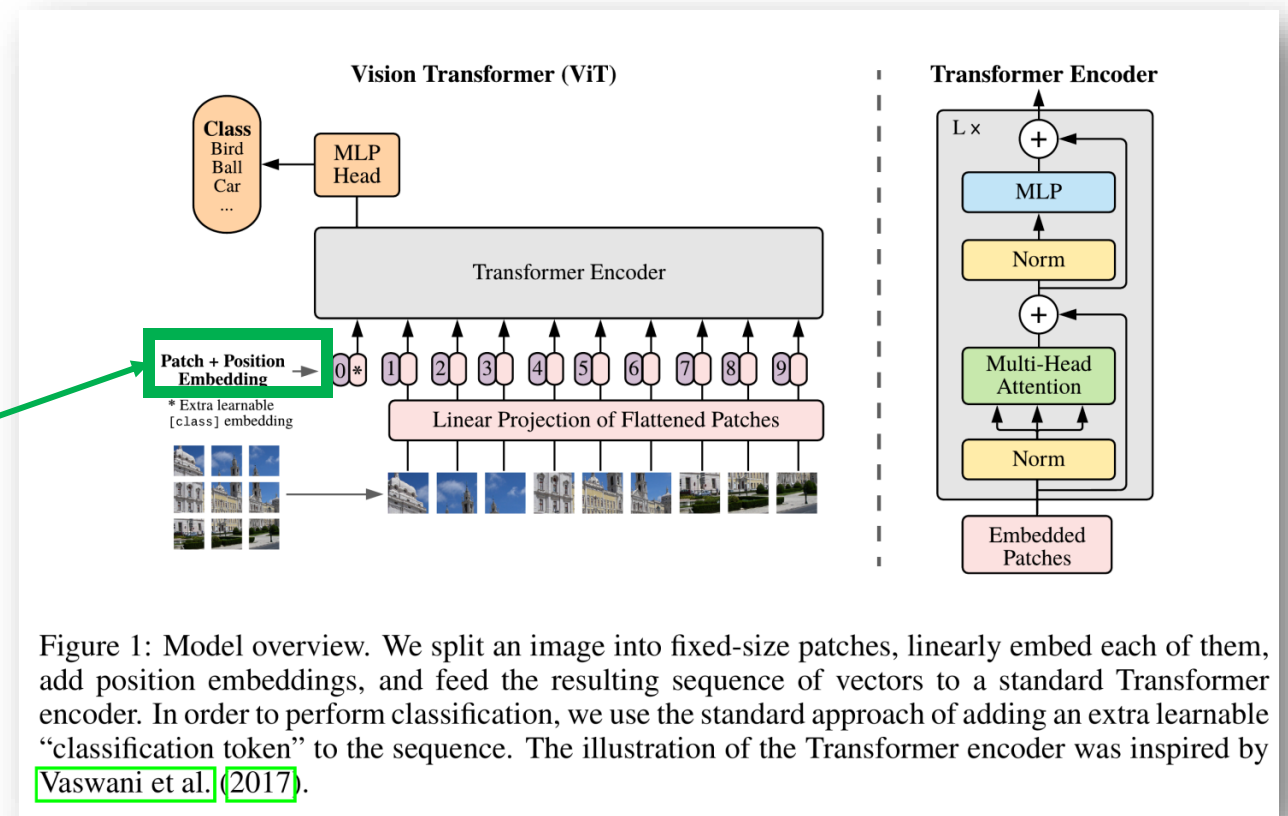 Vision Transformer (ViT)
Class
Bird
Ball
Car
...
MLP
Head
Transformer Encoder
Patch + Position
Embedding
0 * 1 2 3 4 5 6 7 8 9
* Extra learnable
[class] embedding
Linear Projection of Flattened Patches
Transformer Encoder
L ×
+
MLP
Norm
+
Multi-Head
Attention
Norm
Embedded
Patches
Figure 1: Model overview. We split an image into fixed-size patches, linearly embed each of them,
add position embeddings, and feed the resulting sequence of vectors to a standard Transformer
encoder. In order to perform classification, we use the standard approach of adding an extra learnable
“classification token” to the sequence. The illustration of the Transformer encoder was inspired by
Vaswani et al. (2017).